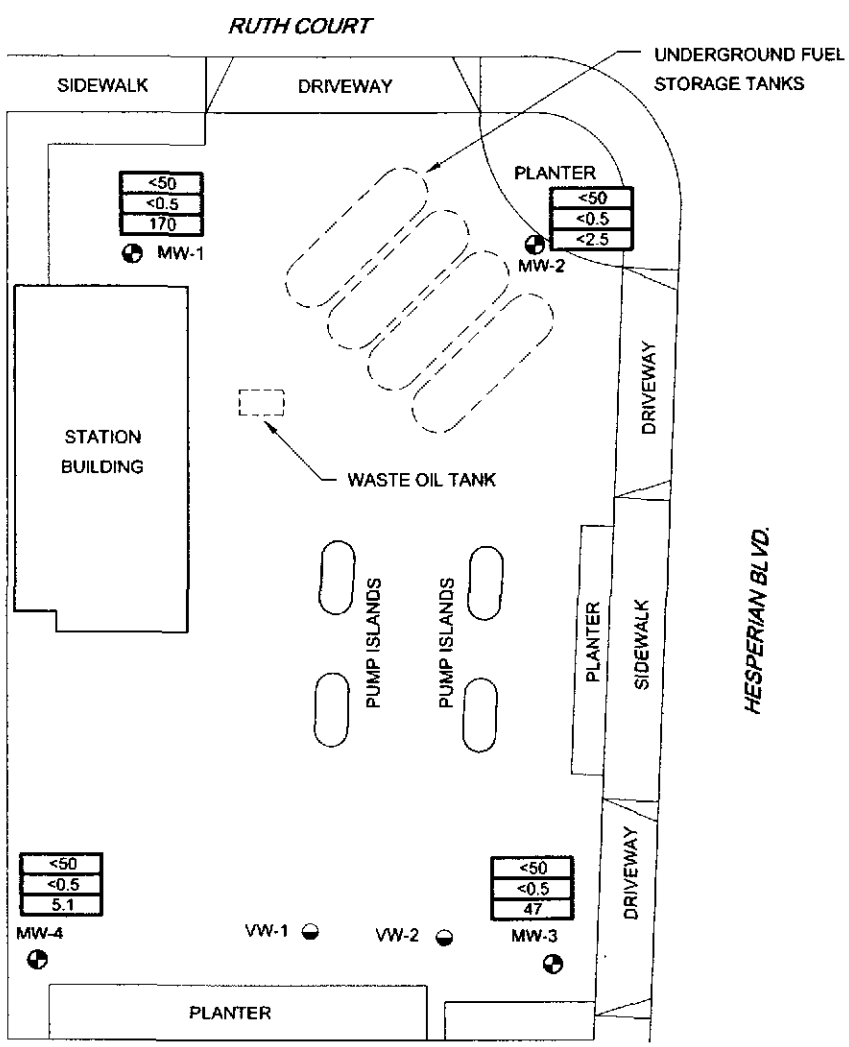 RUTH COURT
UNDERGROUND FUEL
STORAGE TANKS
SIDEWALK
DRIVEWAY
PLANTER
<50
<0.5
170
MW-1
<50
<0.5
<2.5
MW-2
DRIVEWAY
STATION
BUILDING
WASTE OIL TANK
PUMP ISLANDS
PUMP ISLANDS
PLANTER
SIDEWALK
HESPERIAN BLVD.
<50
<0.5
5.1
MW-4
VW-1
VW-2
<50
<0.5
47
MW-3
DRIVEWAY
PLANTER